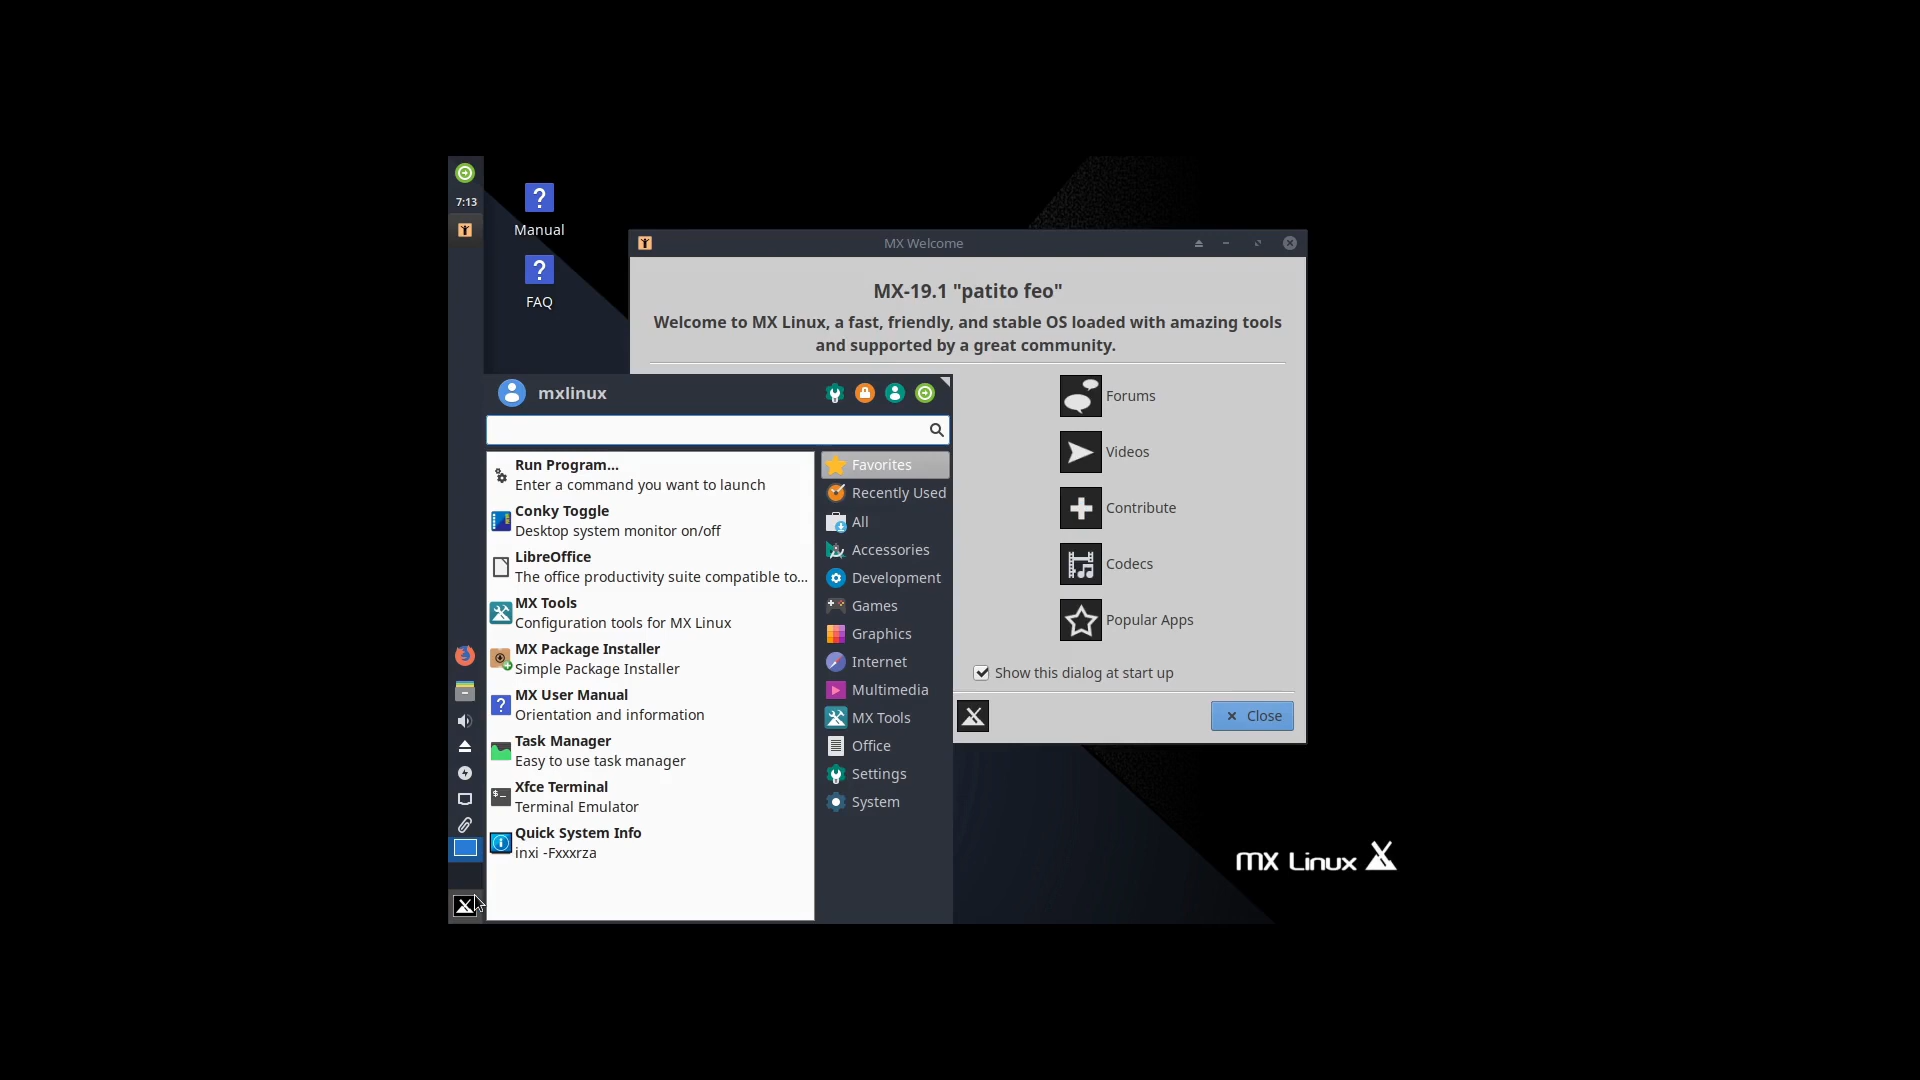 7:13
Manual
FAQ
MX Welcome
MX-19.1 "patito feo"
Welcome to MX Linux, a fast, friendly, and stable OS loaded with amazing tools
and supported by a great community.
mxlinux
Run Program...
Enter a command you want to launch
Conky Toggle
Desktop system monitor on/off
LibreOffice
The office productivity suite compatible to...
MX Tools
Configuration tools for MX Linux
MX Package Installer
Simple Package Installer
MX User Manual
Orientation and information
Task Manager
Easy to use task manager
Xfce Terminal
Terminal Emulator
Quick System Info
inxi -Fxxxrza
Favorites
Recently Used
All
Accessories
Development
Games
Graphics
Internet
Multimedia
MX Tools
Office
Settings
System
Forums
Videos
Contribute
Codecs
Popular Apps
Show this dialog at start up
Close
MX Linux